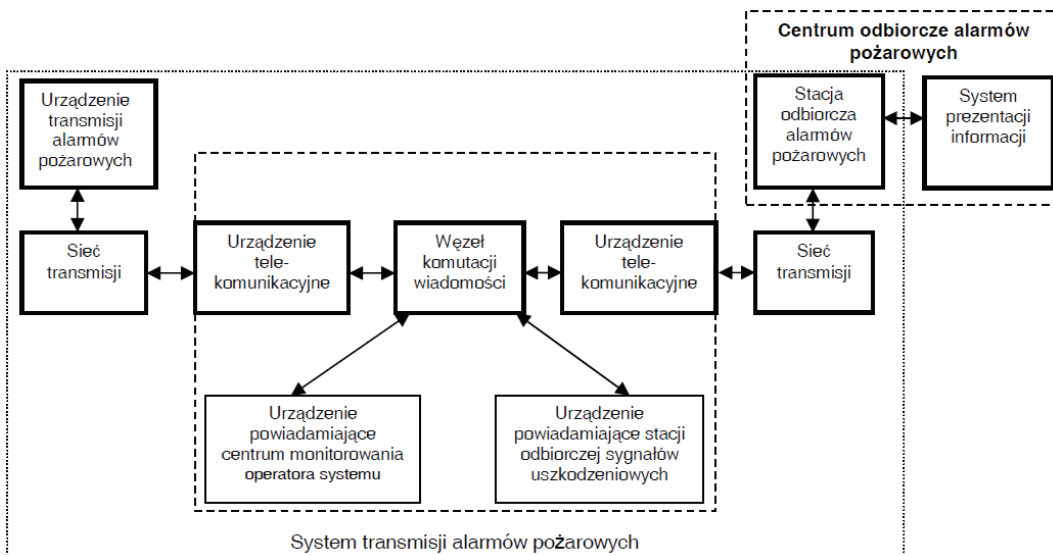 Centrum odbiorcze alarmów
pożarowych
Urządzenie
transmisji
alarmów
pożarowych
Stacja
odbiorcza
alarmów
pożarowych
System
prezentacji
informacji
Sieć
transmisji
Urządzenie
tele-
komunikacyjne
Węzeł
komutacji
wiadomości
Urządzenie
tele-
komunikacyjne
Sieć
transmisji
Urządzenie
powiadamiające
centrum monitorowania
operatora systemu
Urządzenie
powiadamiające stacji
odbiorczej sygnałów
uszkodzeniowych
System transmisji alarmów pożarowych